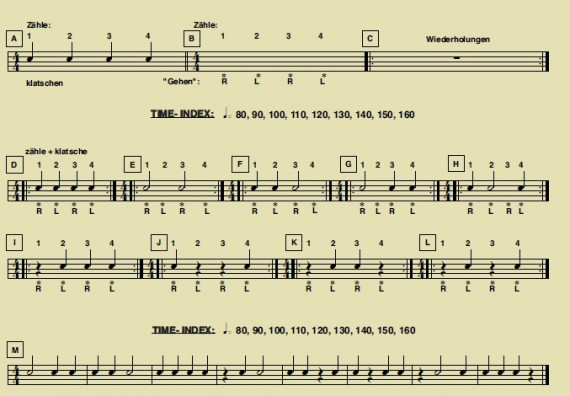 Zähle: Zähle:
A 1 2 3 4 B 1 2 3 4 C Wiederholungen
klatschen "Gehen": R L R L
TIME-INDEX: 80, 90, 100, 110, 120, 130, 140, 150, 160
zähle + klatsche
D 1 2 3 4 E 1 2 3 4 F 1 2 3 4 G 1 2 3 4 H 1 2 3 4
R L R L R L R L R L R L R L R L R L R L
I 1 2 3 4 J 1 2 3 4 K 1 2 3 4 L 1 2 3 4
R L R L R L R L R L R L R L R L
TIME-INDEX: 80, 90, 100, 110, 120, 130, 140, 150, 160
M